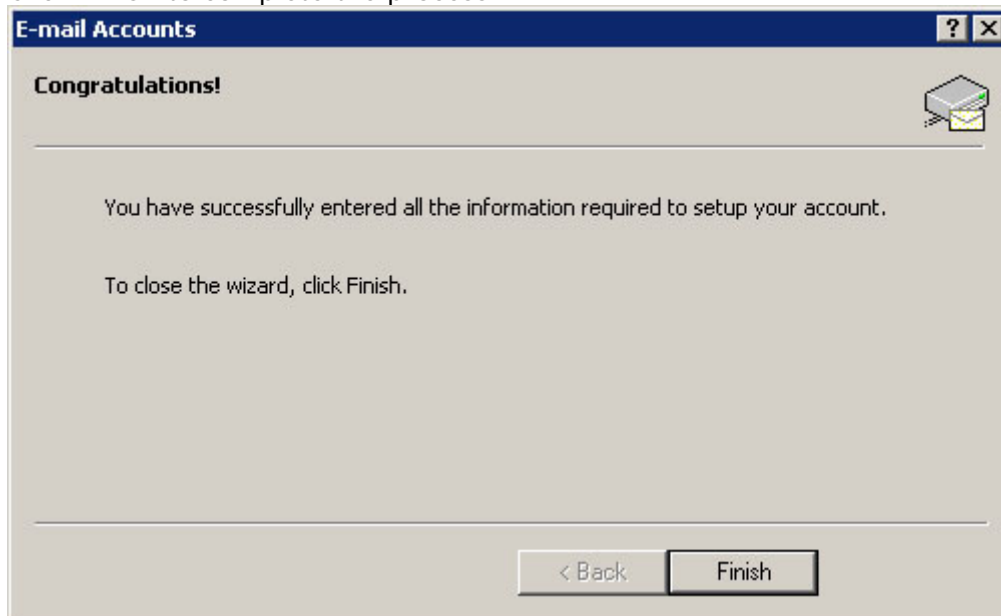 E-mail Accounts
Congratulations!
You have successfully entered all the information required to setup your account.
To close the wizard, click Finish.
< Back Finish